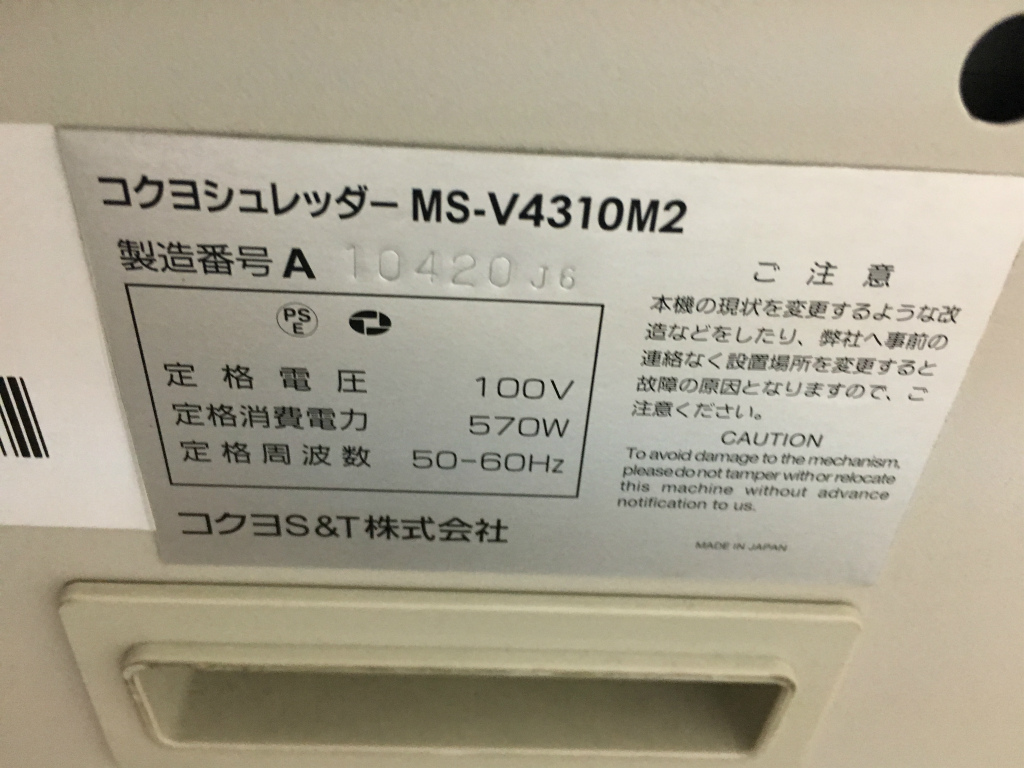 コクヨシュレッダー MS-V4310M2
製造番号 A 10420J6
PS
E
定格電圧 100V
定格消費電力 570W
定格周波数 50-60Hz
コクヨS&T株式会社
ご注意
本機の現状を変更するような改
造などをしたり、弊社へ事前の
連絡なく設置場所を変更すると
故障の原因となりますので、ご
注意ください。
CAUTION
To avoid damage to the mechanism,
please do not tamper with or relocate
this machine without advance
notification to us.
MADE IN JAPAN